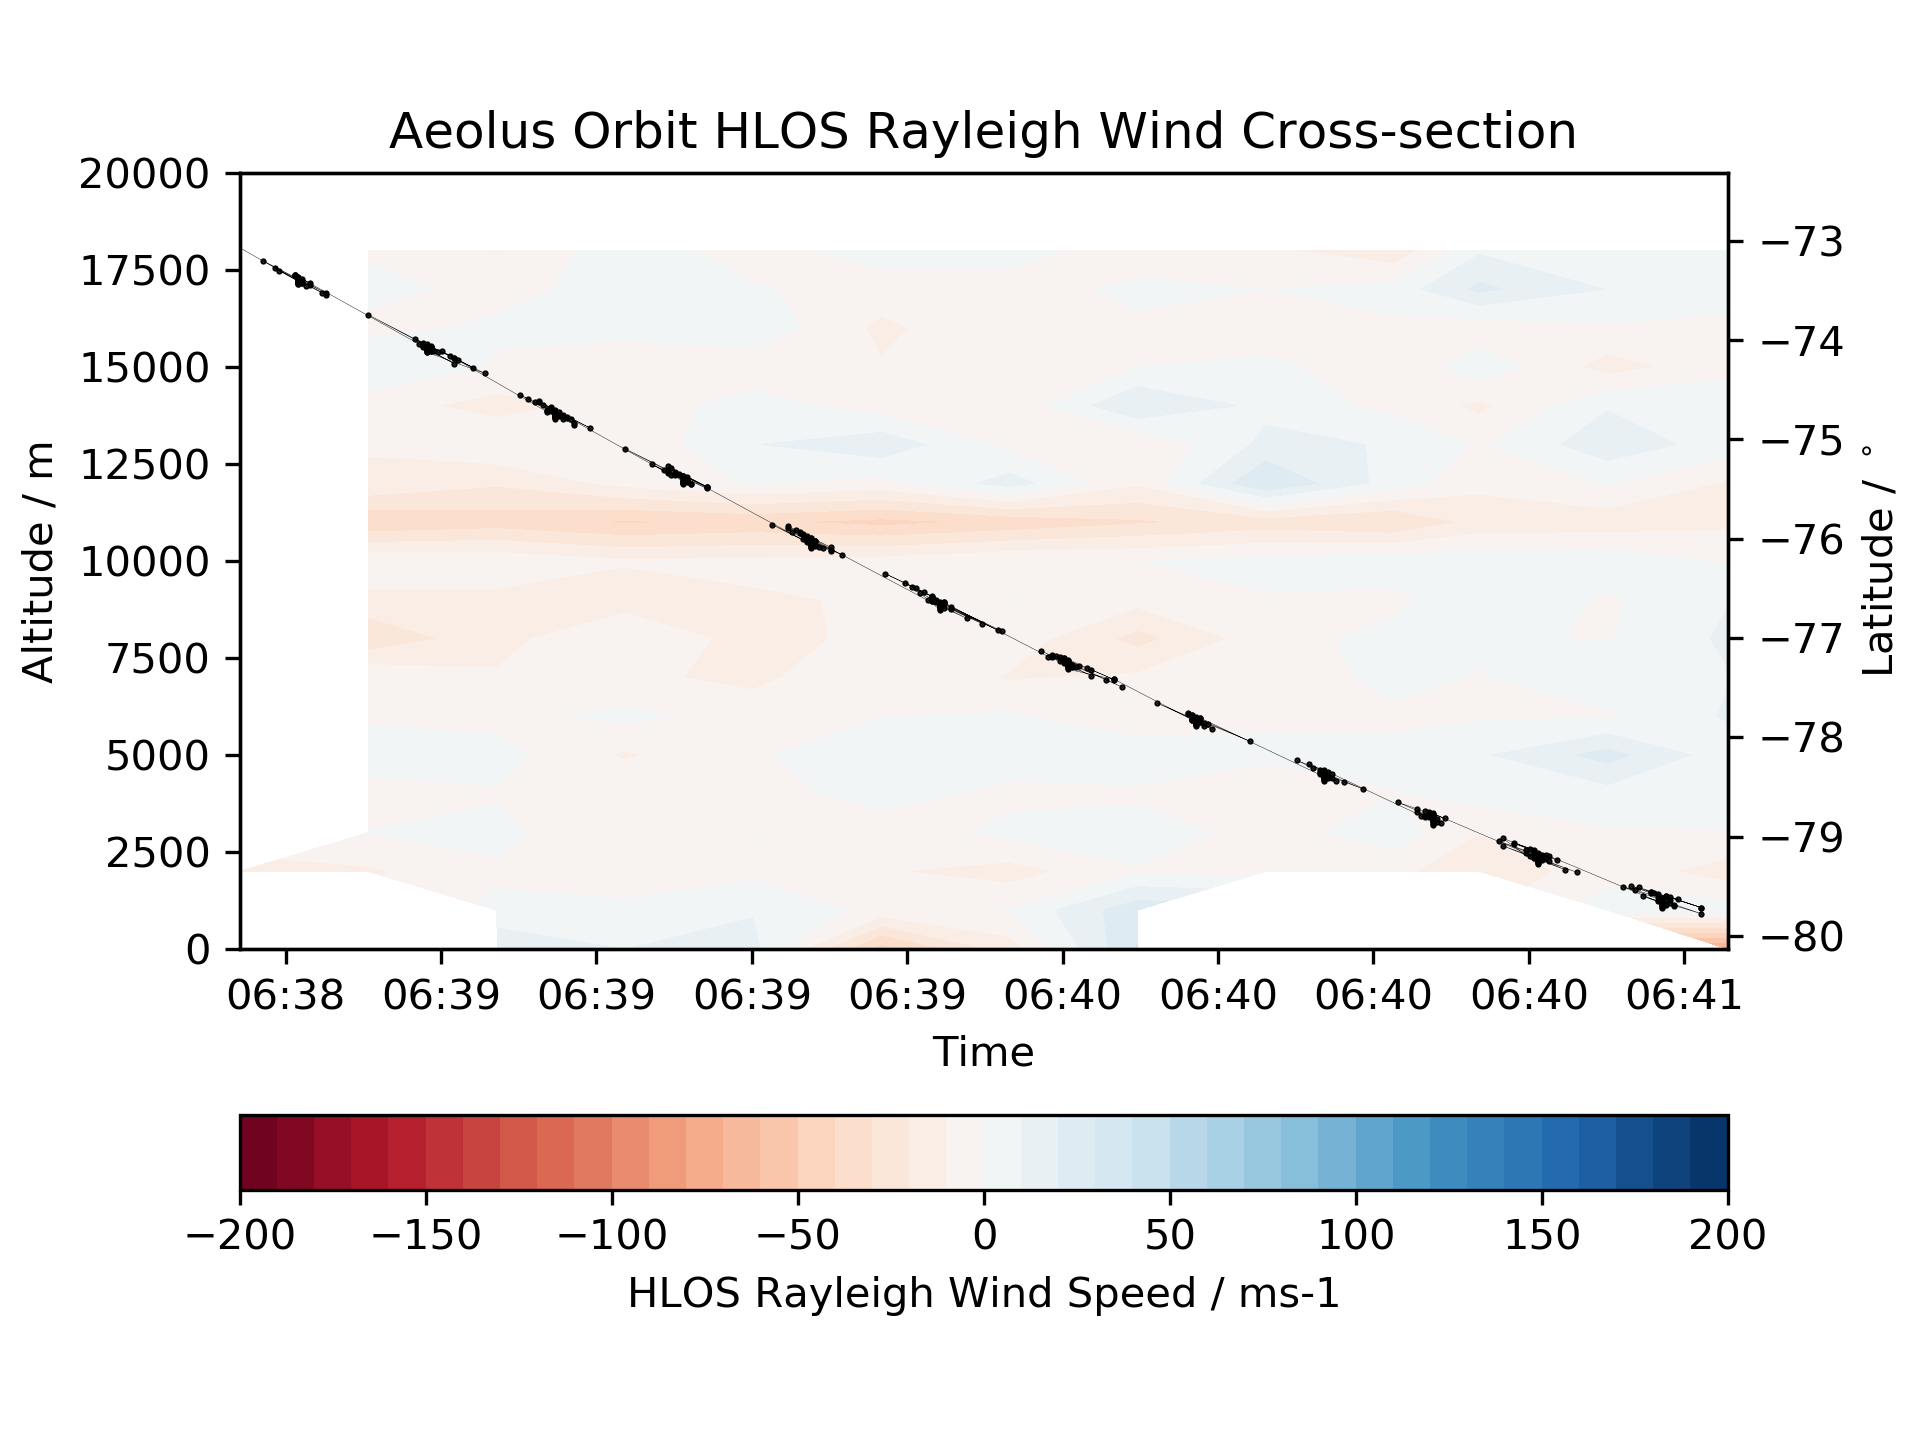 Aeolus Orbit HLOS Rayleigh Wind Cross-section
20000
17500
15000
12500
10000
7500
5000
2500
0
Altitude / m
−73
−74
−75
−76
−77
−78
−79
−80
Latitude / °
06:38 06:39 06:39 06:39 06:39 06:40 06:40 06:40 06:40 06:41
Time
−200 −150 −100 −50 0 50 100 150 200
HLOS Rayleigh Wind Speed / ms-1